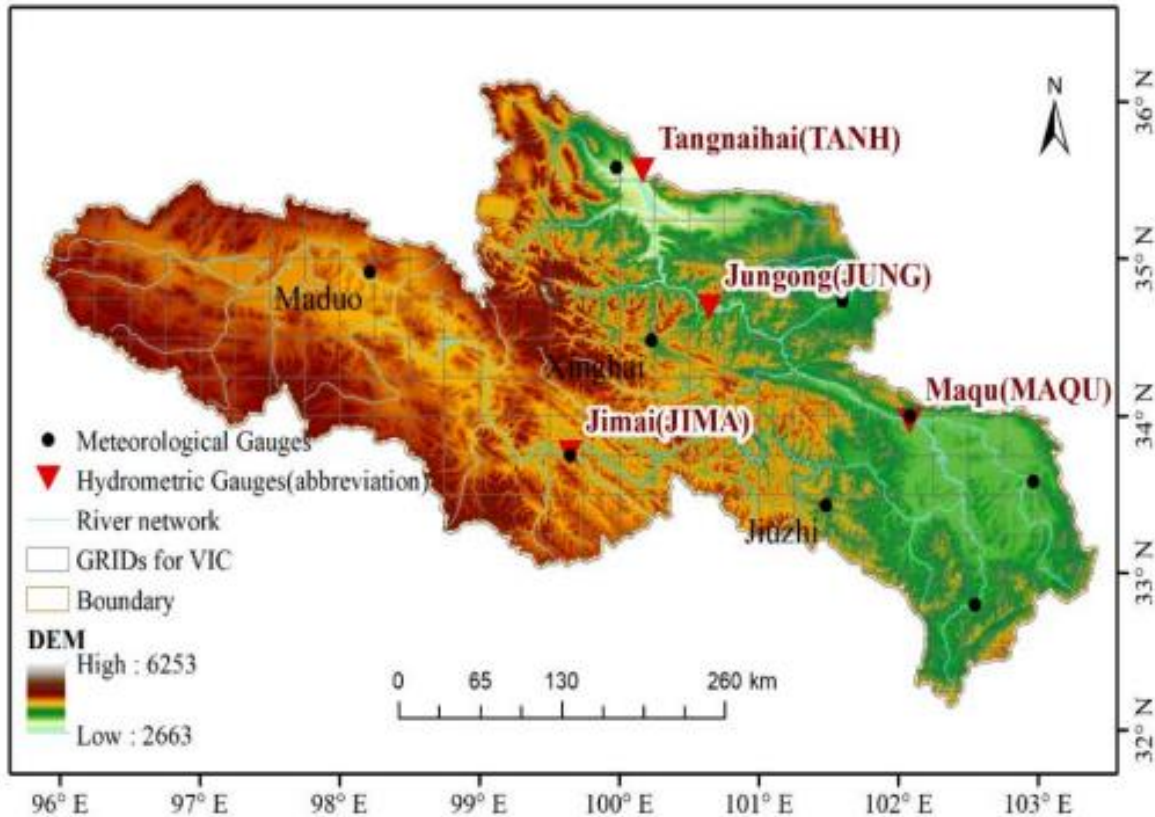 N
36° N
Tangnaihai(TANH)
35° N
Jungong(JUNG)
Maduo
Xinghai
Maqu(MAQU)
34° N
Jimai(JIMA)
Meteorological Gauges
Hydrometric Gauges(abbreviation)
River network
Jiuzhi
GRIDs for VIC
33° N
Boundary
DEM
High : 6253
0 65 130 260 km
Low : 2663
32° N
96° E 97° E 98° E 99° E 100° E 101° E 102° E 103° E